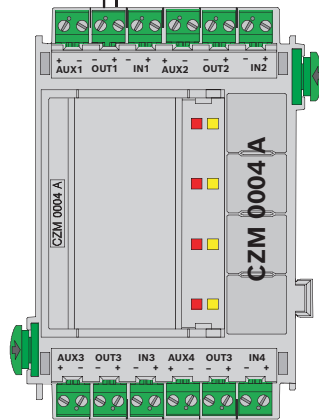 AUX1 OUT1 IN1 AUX2 OUT2 IN2
+ - - + - + + - - + - +
CZM 0004 A
CZM 0004 A
AUX3 OUT3 IN3 AUX4 OUT3 IN4
+ - - + - + + - - + - +